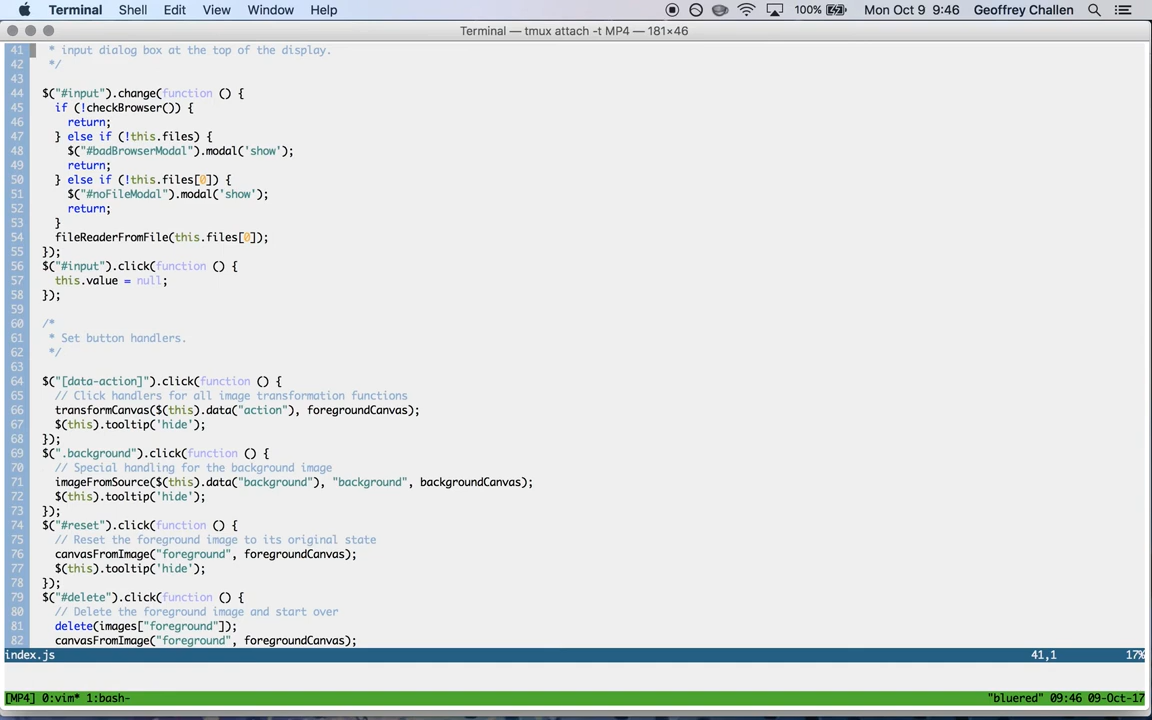 Terminal Shell Edit View Window Help 100% Mon Oct 9 9:46 Geoffrey Challen
Terminal — tmux attach -t MP4 — 181×46
41 * input dialog box at the top of the display.
42 */
43
44 $("#input").change(function () {
45 if (!checkBrowser()) {
46 return;
47 } else if (!this.files) {
48 $("#badBrowserModal").modal('show');
49 return;
50 } else if (!this.files[0]) {
51 $("#noFileModal").modal('show');
52 return;
53 }
54 fileReaderFromFile(this.files[0]);
55 });
56 $("#input").click(function () {
57 this.value = null;
58 });
59
60 /*
61 * Set button handlers.
62 */
63
64 $("[data-action]").click(function () {
65 // Click handlers for all image transformation functions
66 transformCanvas($(this).data("action"), foregroundCanvas);
67 $(this).tooltip('hide');
68 });
69 $(".background").click(function () {
70 // Special handling for the background image
71 imageFromSource($(this).data("background"), "background", backgroundCanvas);
72 $(this).tooltip('hide');
73 });
74 $("#reset").click(function () {
75 // Reset the foreground image to its original state
76 canvasFromImage("foreground", foregroundCanvas);
77 $(this).tooltip('hide');
78 });
79 $("#delete").click(function () {
80 // Delete the foreground image and start over
81 delete(images["foreground"]);
82 canvasFromImage("foreground", foregroundCanvas);
index.js 41,1 17%
[MP4] 0:vim* 1:bash- "bluered" 09:46 09-Oct-17